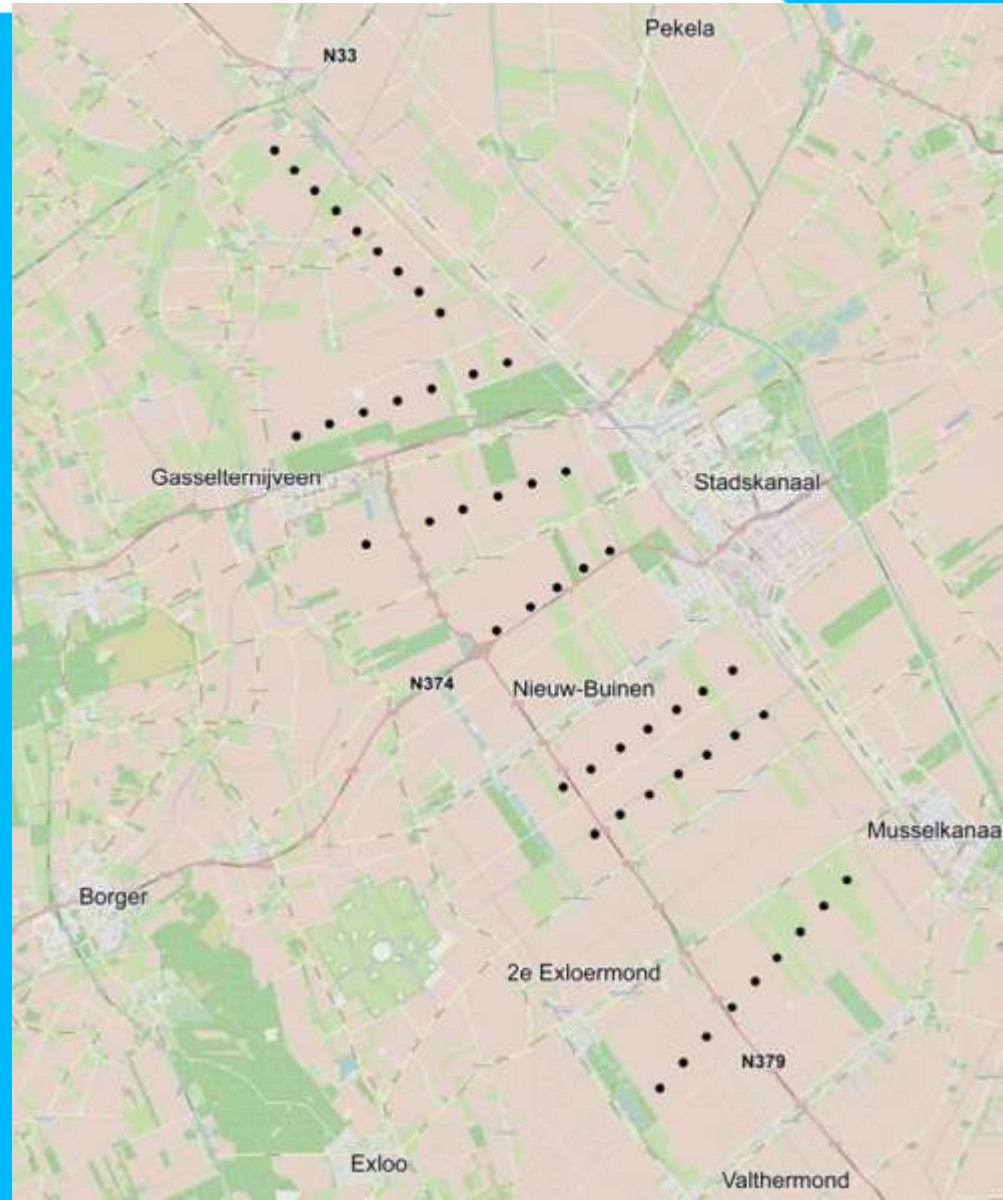 Pekela
N33
Gasselternijveen
Stadskanaal
N374
Nieuw-Buinen
Musselkanaa
Borger
2e Exloermond
N379
Exloo
Valthermond